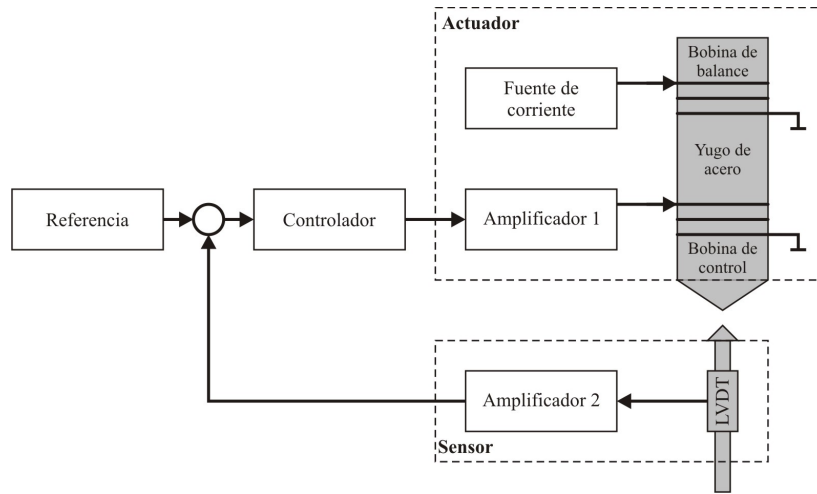 Actuador
Bobina de
balance
Fuente de
corriente
Yugo de
acero
Referencia
Controlador
Amplificador 1
Bobina de
control
Amplificador 2
LVDT
Sensor